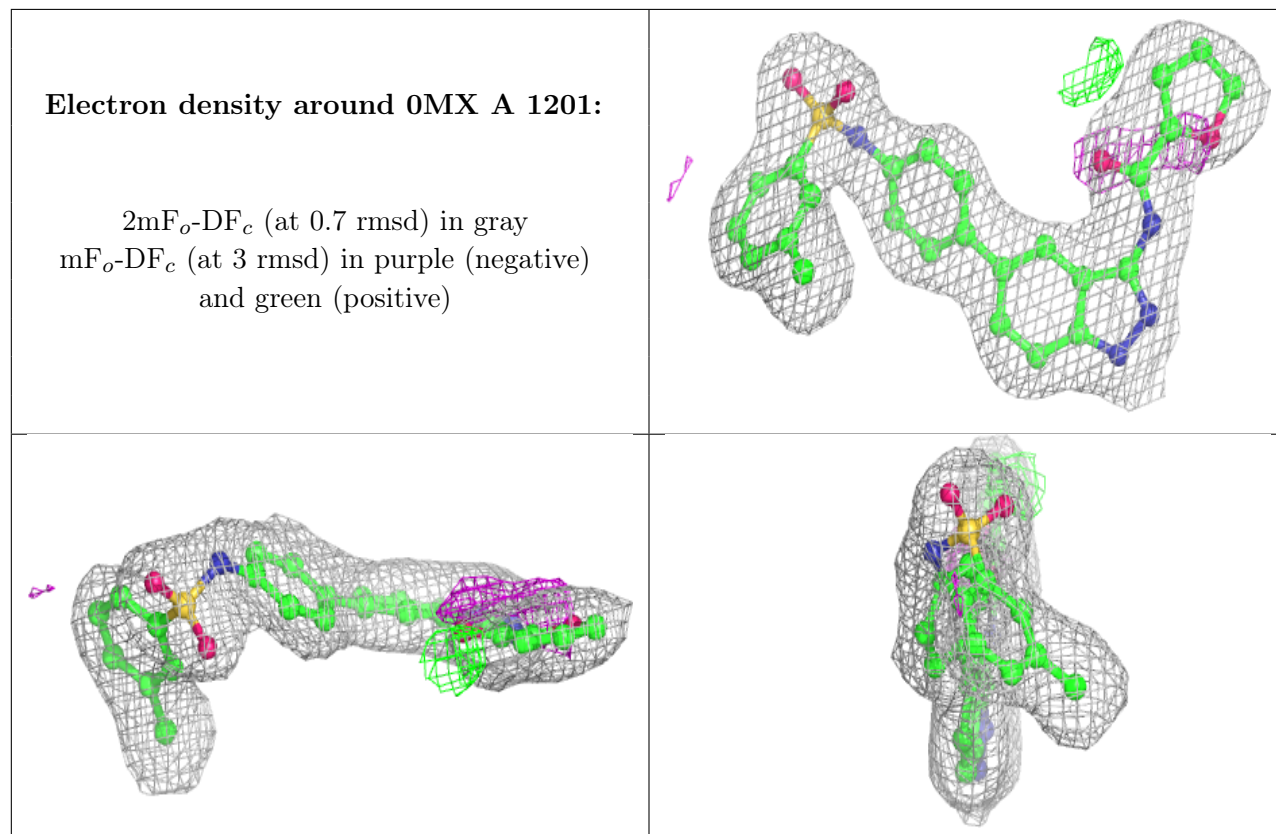 Electron density around 0MX A 1201:
2mFo-DFc (at 0.7 rmsd) in gray
mFo-DFc (at 3 rmsd) in purple (negative)
and green (positive)